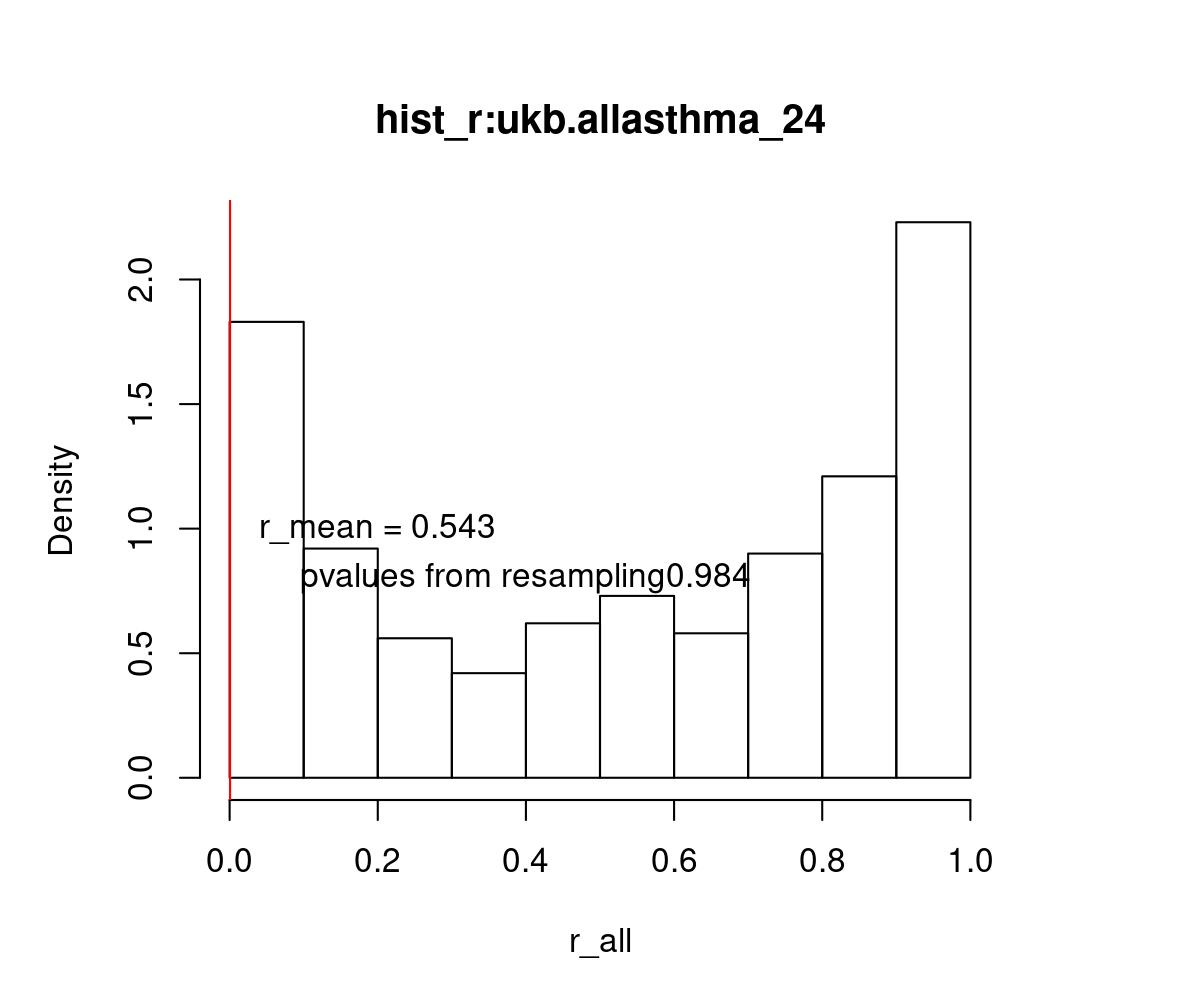 hist_r:ukb.allasthma_24
2.0
1.5
1.0
0.5
0.0
Density
r_mean = 0.543
pvalues from resampling0.984
0.0 0.2 0.4 0.6 0.8 1.0
r_all